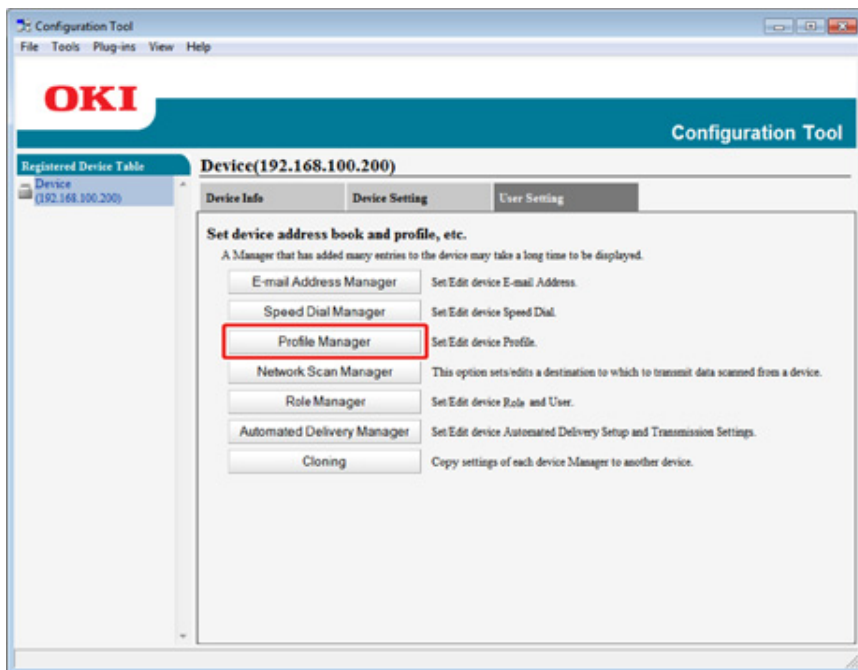 Configuration Tool
File Tools Plug-ins View Help
OKI
Configuration Tool
Registered Device Table
Device
(192.168.100.200)
Device(192.168.100.200)
Device Info Device Setting User Setting
Set device address book and profile, etc.
A Manager that has added many entries to the device may take a long time to be displayed.
E-mail Address Manager Set/Edit device E-mail Address.
Speed Dial Manager Set/Edit device Speed Dial.
Profile Manager Set/Edit device Profile.
Network Scan Manager This option sets/edits a destination to which to transmit data scanned from a device.
Role Manager Set/Edit device Role and User.
Automated Delivery Manager Set/Edit device Automated Delivery Setup and Transmission Settings.
Cloning Copy settings of each device Manager to another device.